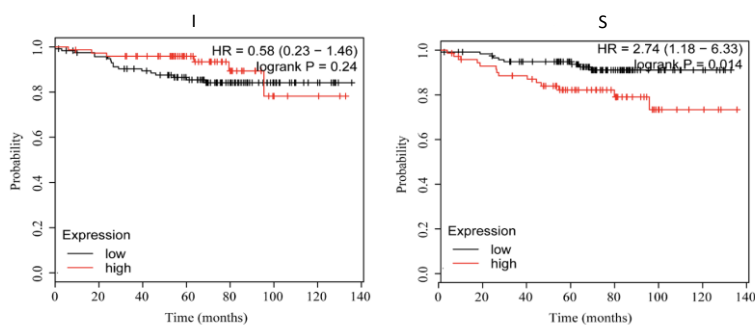 I
HR = 0.58 (0.23 − 1.46)
logrank P = 0.24
Probability
1.0
0.8
0.6
0.4
0.2
0.0
Expression
low
high
0 20 40 60 80 100 120 140
Time (months)
S
HR = 2.74 (1.18 − 6.33)
logrank P = 0.014
Probability
1.0
0.8
0.6
0.4
0.2
0.0
Expression
low
high
0 20 40 60 80 100 120 140
Time (months)